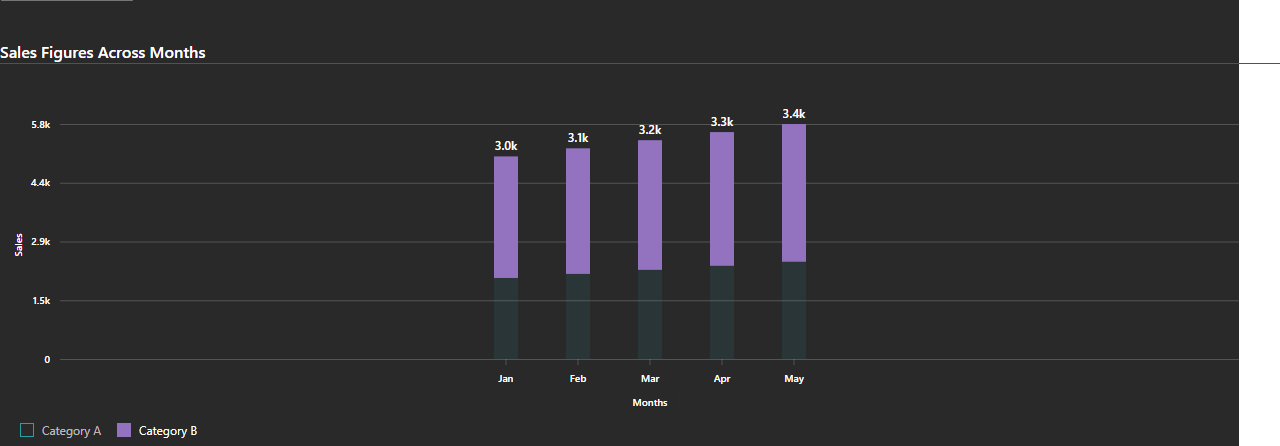 Sales Figures Across Months
5.8k
4.4k
2.9k
1.5k
0
Sales
3.0k
3.1k
3.2k
3.3k
3.4k
Jan
Feb
Mar
Apr
May
Months
Category A
Category B